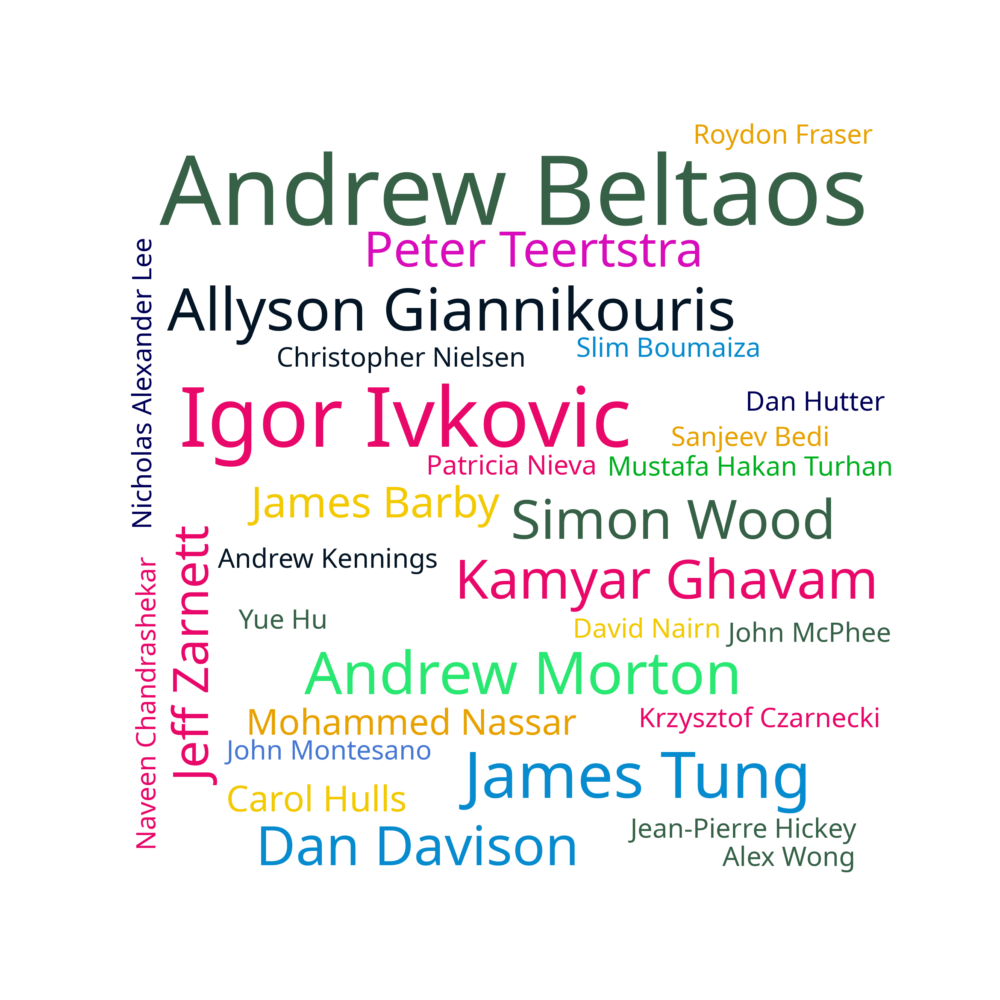 Roydon Fraser
Andrew Beltaos
Peter Teertstra
Nicholas Alexander Lee
Allyson Giannikouris
Slim Boumaiza
Christopher Nielsen
Igor Ivkovic
Dan Hutter
Sanjeev Bedi
Patricia Nieva
Mustafa Hakan Turhan
James Barby
Simon Wood
Andrew Kennings
Kamyar Ghavam
Jeff Zarnett
Naveen Chandrashekar
Yue Hu
David Nairn
John McPhee
Andrew Morton
Mohammed Nassar
Krzysztof Czarnecki
John Montesano
James Tung
Carol Hulls
Jean-Pierre Hickey
Dan Davison
Alex Wong